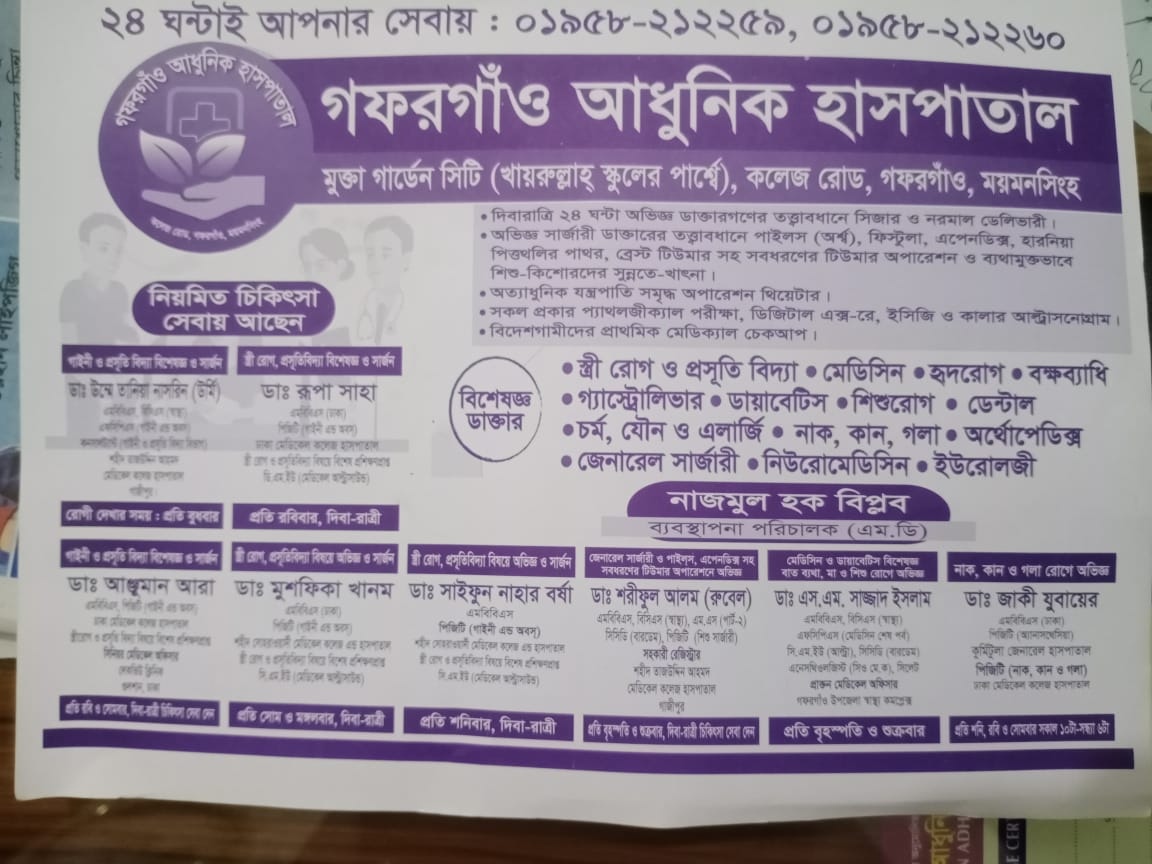 ২৪ ঘন্টাই আপনার সেবায় : ০১৯৫৮-২১২২৫৯, ০১৯৫৮-২১২২৬০
গফরগাঁও আধুনিক হাসপাতাল
কলেজ রোড, গফরগাঁও, ময়মনসিংহ
গফরগাঁও আধুনিক হাসপাতাল
মুক্তা গার্ডেন সিটি (খায়রুল্লাহ্ স্কুলের পার্শ্বে), কলেজ রোড, গফরগাঁও, ময়মনসিংহ
• দিবারাত্রি ২৪ ঘন্টা অভিজ্ঞ ডাক্তারগণের তত্ত্বাবধানে সিজার ও নরমাল ডেলিভারী।
• অভিজ্ঞ সার্জারী ডাক্তারের তত্ত্বাবধানে পাইলস (অর্শ্ব), ফিস্টুলা, এপেনডিক্স, হারনিয়া
পিত্তথলির পাথর, ব্রেস্ট টিউমার সহ সবধরণের টিউমার অপারেশন ও ব্যথামুক্তভাবে
শিশু-কিশোরদের সুন্নতে-খাৎনা।
• অত্যাধুনিক যন্ত্রপাতি সমৃদ্ধ অপারেশন থিয়েটার।
• সকল প্রকার প্যাথলজীক্যাল পরীক্ষা, ডিজিটাল এক্স-রে, ইসিজি ও কালার আল্ট্রাসনোগ্রাম।
• বিদেশগামীদের প্রাথমিক মেডিক্যাল চেকআপ।
নিয়মিত চিকিৎসা
সেবায় আছেন
বিশেষজ্ঞ
ডাক্তার
• স্ত্রী রোগ ও প্রসূতি বিদ্যা • মেডিসিন • হৃদরোগ • বক্ষব্যাধি
• গ্যাস্ট্রোলিভার • ডায়াবেটিস • শিশুরোগ • ডেন্টাল
• চর্ম, যৌন ও এলার্জি • নাক, কান, গলা • অর্থোপেডিক্স
• জেনারেল সার্জারী • নিউরোমেডিসিন • ইউরোলজী
গাইনী ও প্রসূতি বিদ্যা বিশেষজ্ঞ ও সার্জন
ডাঃ উম্মে তানিয়া নাসরিন (উর্মি)
এমবিবিএস, বিসিএস (স্বাস্থ্য)
এফসিপিএস (গাইনী এন্ড অবস)
কনসালটেন্ট (গাইনী ও প্রসূতি বিদ্যা বিভাগ)
শহীদ তাজউদ্দিন আহমদ
মেডিকেল কলেজ হাসপাতাল
গাজীপুর।
রোগী দেখার সময় : প্রতি বুধবার
স্ত্রী রোগ, প্রসূতিবিদ্যা বিশেষজ্ঞ ও সার্জন
ডাঃ রূপা সাহা
এমবিবিএস (ঢাকা)
পিজিটি (গাইনী এন্ড অবস)
ঢাকা মেডিকেল কলেজ হাসপাতাল
স্ত্রী রোগ ও প্রসূতিবিদ্যা বিষয়ে বিশেষ প্রশিক্ষণপ্রাপ্ত
ডি.এম.ইউ (মেডিকেল আল্ট্রাসাউন্ড)
প্রতি রবিবার, দিবা-রাত্রী
নাজমুল হক বিপ্লব
ব্যবস্থাপনা পরিচালক (এম.ডি)
গাইনী ও প্রসূতি বিদ্যা বিশেষজ্ঞ ও সার্জন
ডাঃ আঞ্জুমান আরা
এমবিবিএস, পিজিটি (গাইনী এন্ড অবস)
ঢাকা মেডিকেল কলেজ হাসপাতাল
স্ত্রীরোগ ও প্রসূতি বিদ্যা বিষয়ে বিশেষ প্রশিক্ষণপ্রাপ্ত
সিনিয়র মেডিকেল অফিসার
ক্লিনিক
গুলশান, ঢাকা
প্রতি রবি ও সোমবার, দিবা-রাত্রী চিকিৎসা সেবা দেন
স্ত্রী রোগ, প্রসূতিবিদ্যা বিষয়ে অভিজ্ঞ ও সার্জন
ডাঃ মুশফিকা খানম
এমবিবিএস (ঢাকা)
পিজিটি (গাইনী এন্ড অবস)
শহীদ সোহরাওয়ার্দী মেডিকেল কলেজ এন্ড হাসপাতাল
স্ত্রী রোগ ও প্রসূতিবিদ্যা বিষয়ে বিশেষ প্রশিক্ষণপ্রাপ্ত
সি.এম.ইউ (মেডিকেল আল্ট্রাসাউন্ড)
প্রতি সোম ও মঙ্গলবার, দিবা-রাত্রী
স্ত্রী রোগ, প্রসূতিবিদ্যা বিষয়ে অভিজ্ঞ ও সার্জন
ডাঃ সাইফুন নাহার বর্ষা
এমবিবিএস
পিজিটি (গাইনী এন্ড অবস)
শহীদ সোহরাওয়ার্দী মেডিকেল কলেজ এন্ড হাসপাতাল
স্ত্রী রোগ ও প্রসূতিবিদ্যা বিষয়ে বিশেষ প্রশিক্ষণপ্রাপ্ত
সি.এম.ইউ (মেডিকেল আল্ট্রাসাউন্ড)
প্রতি শনিবার, দিবা-রাত্রী
জেনারেল সার্জারী ও পাইলস, এপেনডিক্স সহ
সবধরণের টিউমার অপারেশনে অভিজ্ঞ
ডাঃ শরীফুল আলম (রুবেল)
এমবিবিএস, বিসিএস (স্বাস্থ্য), এম.এস (পার্ট-২)
সিসিডি (বারডেম), পিজিটি (শিশু সার্জারী)
সহকারী রেজিস্ট্রার
শহীদ তাজউদ্দিন আহমদ
মেডিকেল কলেজ হাসপাতাল
গাজীপুর
প্রতি বৃহস্পতি ও শুক্রবার, দিবা-রাত্রী চিকিৎসা সেবা দেন
মেডিসিন ও ডায়াবেটিস বিশেষজ্ঞ
বাত ব্যথা, মা ও শিশু রোগে অভিজ্ঞ
ডাঃ এস.এম. সাজ্জাদ ইসলাম
এমবিবিএস, বিসিএস (স্বাস্থ্য)
এফসিপিএস (মেডিসিন শেষ পর্ব)
সি.এম.ইউ (আল্ট্রা), সিসিডি (বারডেম)
এনেসথিওলজিস্ট (সিও মে.ক), সিলেট
প্রাক্তন মেডিকেল অফিসার
গফরগাঁও উপজেলা স্বাস্থ্য কমপ্লেক্স
প্রতি বৃহস্পতি ও শুক্রবার
নাক, কান ও গলা রোগে অভিজ্ঞ
ডাঃ জাকী যুবায়ের
এমবিবিএস (ঢাকা)
পিজিটি (অ্যানাসথেসিয়া)
কুর্মিটুলা জেনারেল হাসপাতাল
পিজিটি (নাক, কান ও গলা)
ঢাকা মেডিকেল কলেজ হাসপাতাল
প্রতি শনি, রবি ও সোমবার সকাল ১০টা-সন্ধ্যা ৬টা